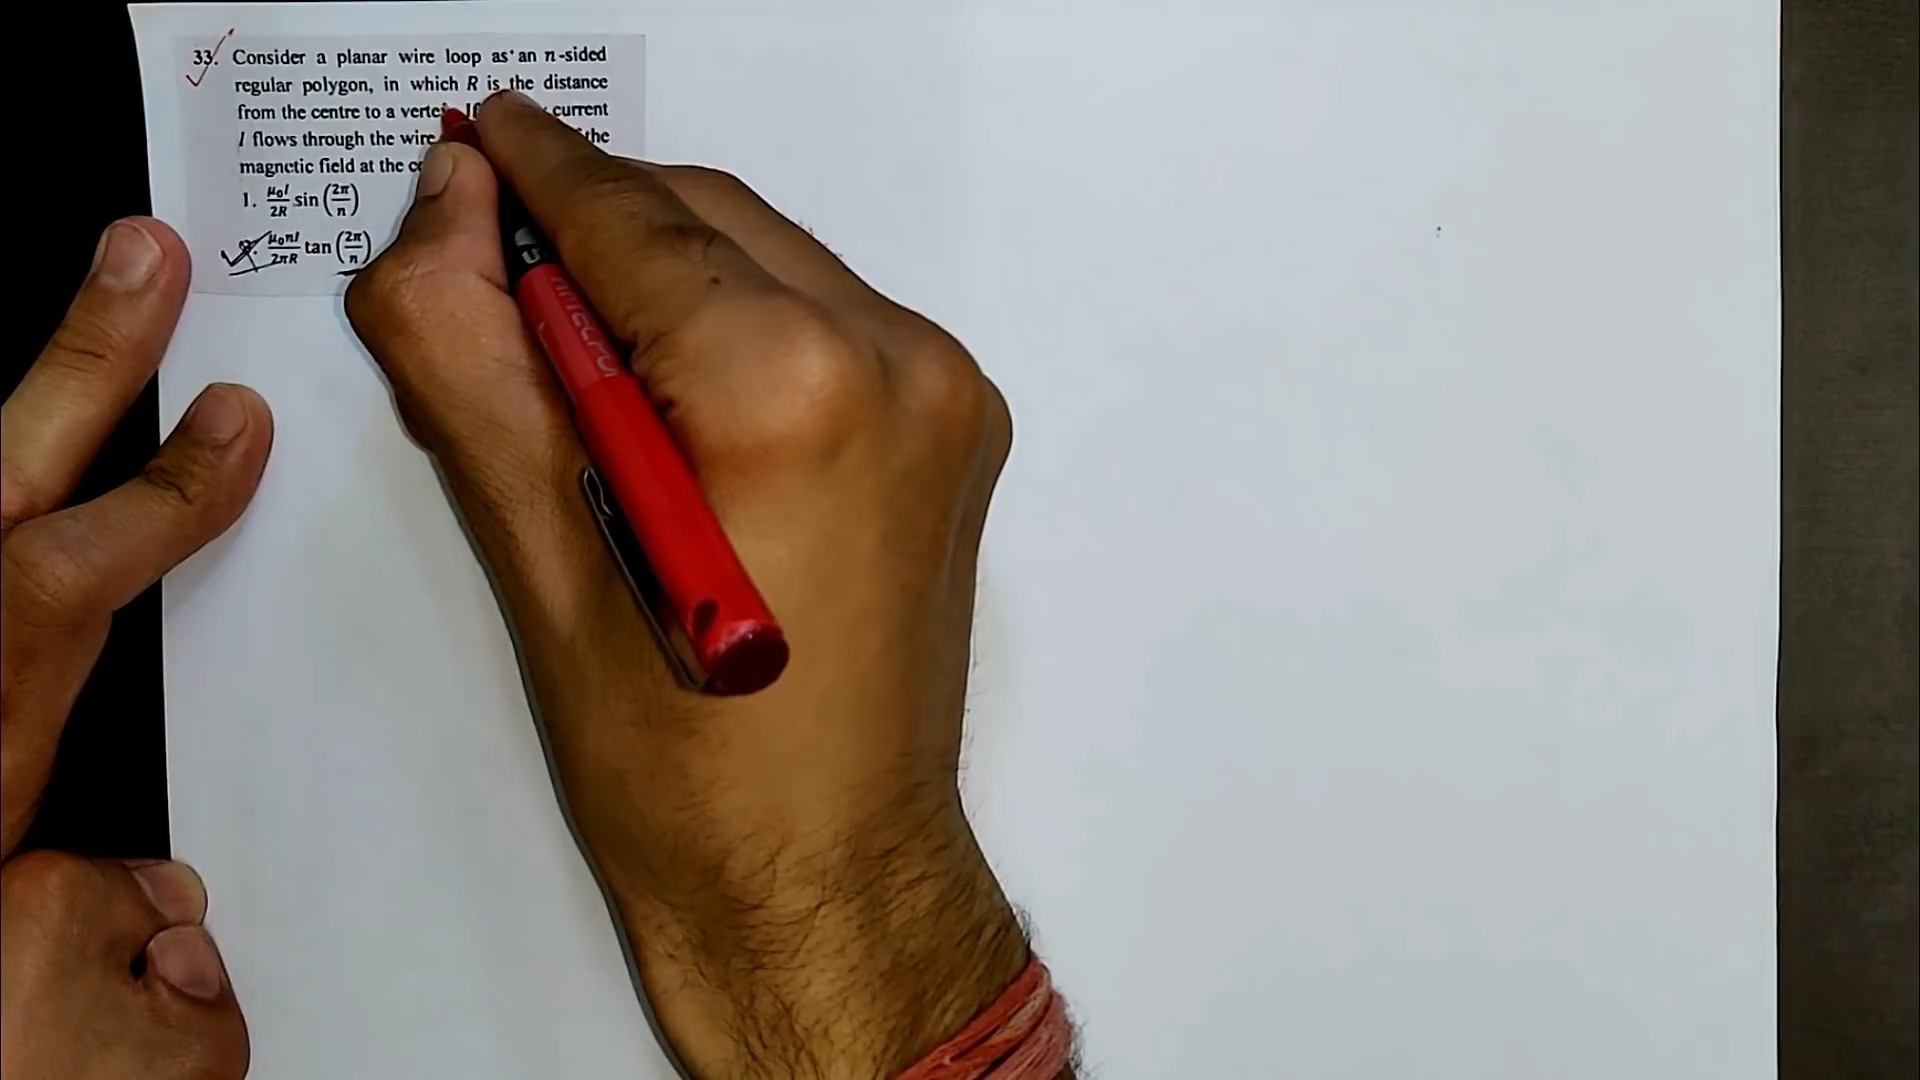 33. Consider a planar wire loop as an n-sided
regular polygon, in which R is the distance
from the centre to a current
I flows through the wire the
magnetic field at the
1. μ₀I/2R sin(2π/n)
μ₀nI/2πR tan(2π/n)